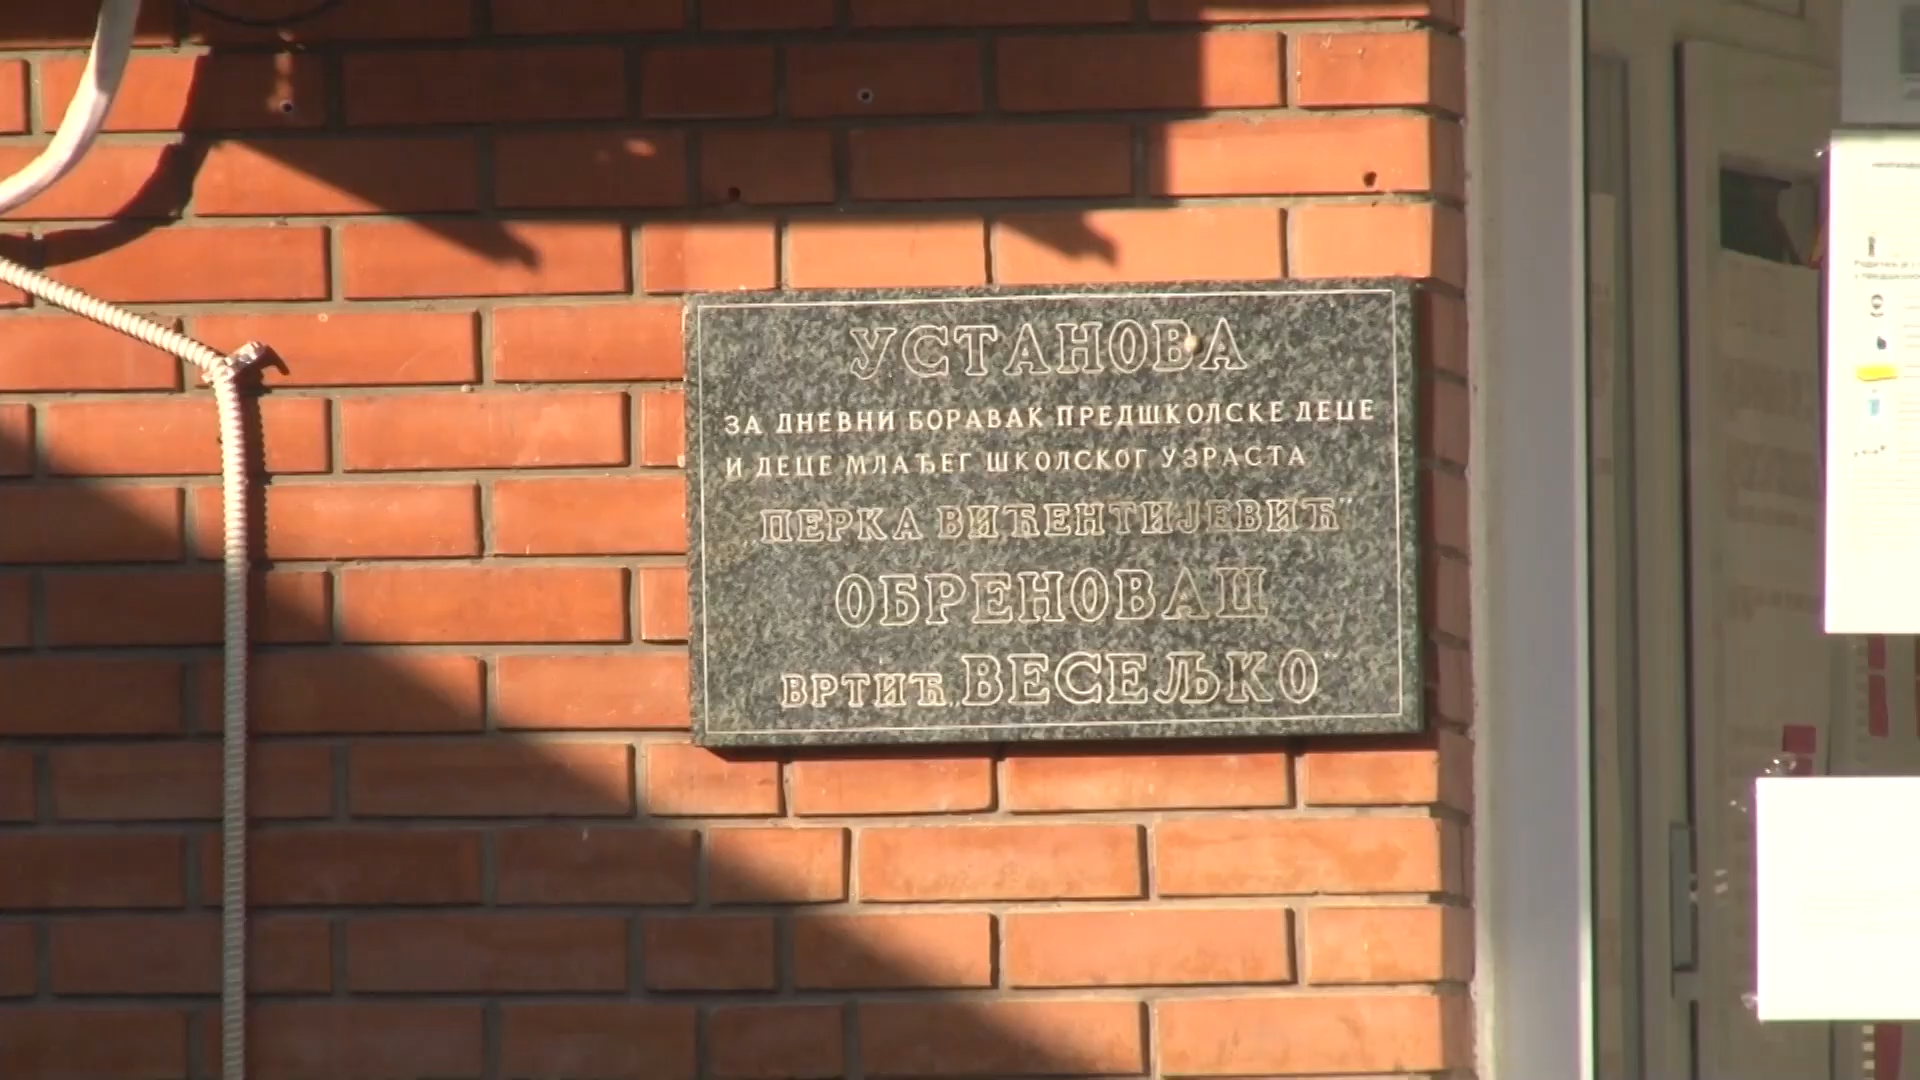 УСТАНОВА
ЗА ДНЕВНИ БОРАВАК ПРЕДШКОЛСКЕ ДЕЦЕ
И ДЕЦЕ МЛАЂЕГ ШКОЛСКОГ УЗРАСТА
„ПЕРКА ВИЋЕНТИЈЕВИЋ"
ОБРЕНОВАЦ
ВРТИЋ „ВЕСЕЉКО"